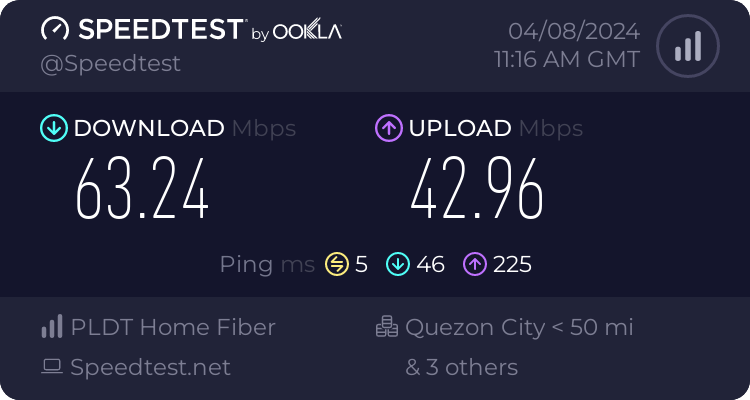 SPEEDTEST by OOKLA
@Speedtest
04/08/2024
11:16 AM GMT
DOWNLOAD Mbps
63.24
UPLOAD Mbps
42.96
Ping ms 5 46 225
PLDT Home Fiber
Speedtest.net
Quezon City < 50 mi
& 3 others